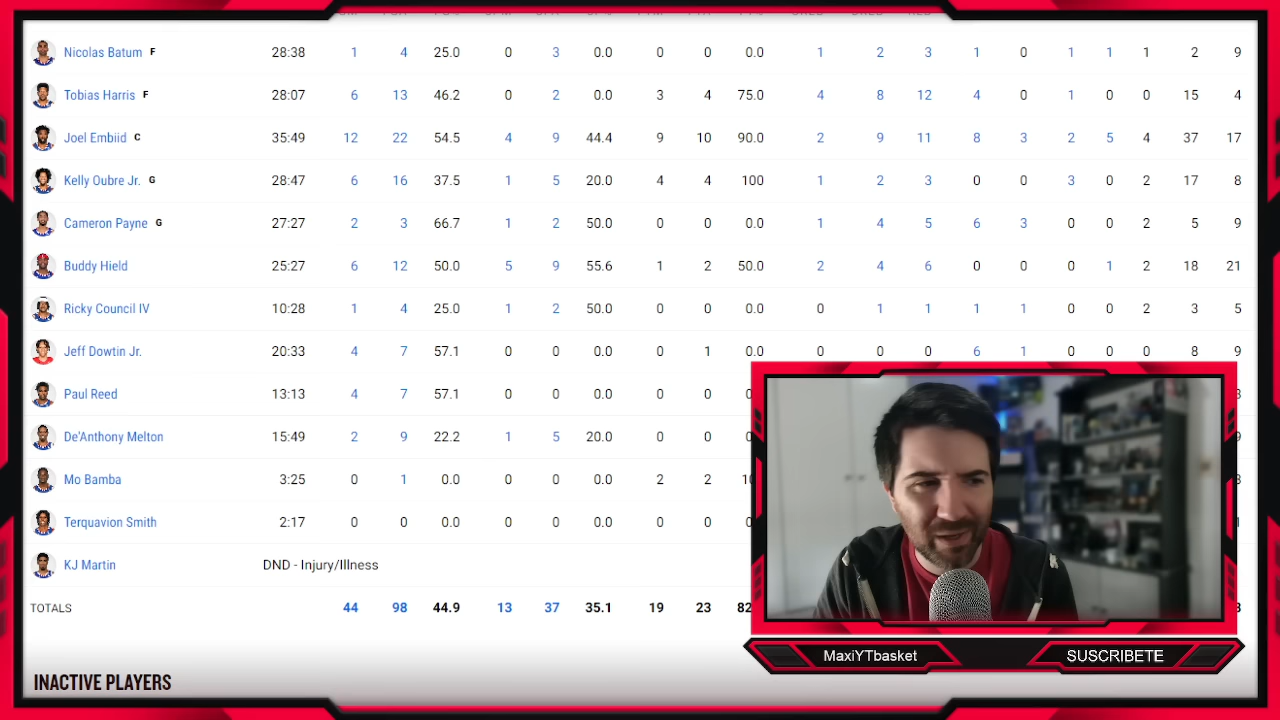 Nicolas Batum F 28:38 1 4 25.0 0 3 0.0 0 0 0.0 1 2 3 1 0 1 1 1 2 9
Tobias Harris F 28:07 6 13 46.2 0 2 0.0 3 4 75.0 4 8 12 4 0 1 0 0 15 4
Joel Embiid C 35:49 12 22 54.5 4 9 44.4 9 10 90.0 2 9 11 8 3 2 5 4 37 17
Kelly Oubre Jr. G 28:47 6 16 37.5 1 5 20.0 4 4 100 1 2 3 0 0 3 0 2 17 8
Cameron Payne G 27:27 2 3 66.7 1 2 50.0 0 0 0.0 1 4 5 6 3 0 0 2 5 9
Buddy Hield 25:27 6 12 50.0 5 9 55.6 1 2 50.0 2 4 6 0 0 0 1 2 18 21
Ricky Council IV 10:28 1 4 25.0 1 2 50.0 0 0 0.0 0 1 1 1 1 0 0 2 3 5
Jeff Dowtin Jr. 20:33 4 7 57.1 0 0 0.0 0 1 0.0 0 0 0 6 1 0 0 0 8 9
Paul Reed 13:13 4 7 57.1 0 0 0.0 0 0
De'Anthony Melton 15:49 2 9 22.2 1 5 20.0 0 0
Mo Bamba 3:25 0 1 0.0 0 0 0.0 2 2
Terquavion Smith 2:17 0 0 0.0 0 0 0.0 0 0
KJ Martin DND - Injury/Illness
TOTALS 44 98 44.9 13 37 35.1 19 23 82
MaxiYTbasket SUSCRIBETE
INACTIVE PLAYERS